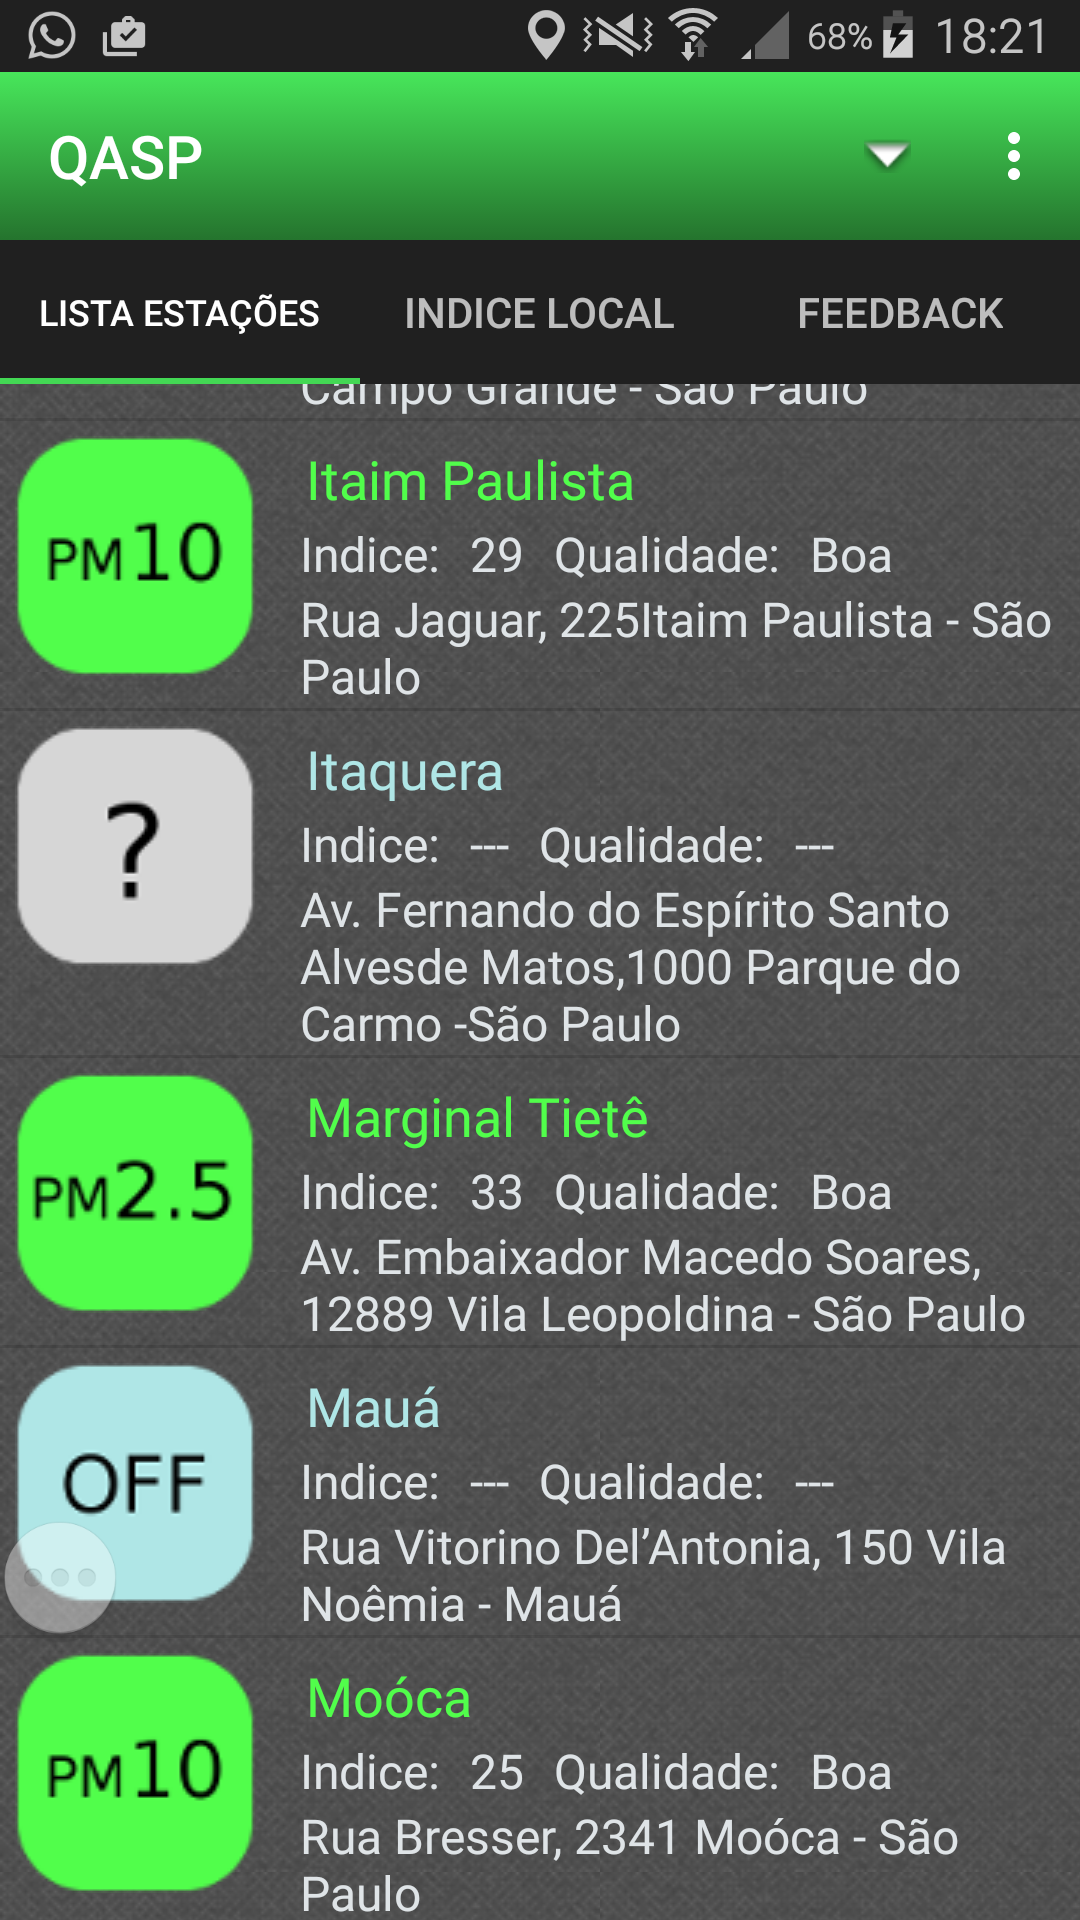 68% 18:21
QASP
LISTA ESTAÇÕES INDICE LOCAL FEEDBACK
Campo Grande - São Paulo
PM10
Itaim Paulista
Indice: 29 Qualidade: Boa
Rua Jaguar, 225Itaim Paulista - São
Paulo
?
Itaquera
Indice: --- Qualidade: ---
Av. Fernando do Espírito Santo
Alvesde Matos,1000 Parque do
Carmo -São Paulo
PM2.5
Marginal Tietê
Indice: 33 Qualidade: Boa
Av. Embaixador Macedo Soares,
12889 Vila Leopoldina - São Paulo
OFF
Mauá
Indice: --- Qualidade: ---
Rua Vitorino Del’Antonia, 150 Vila
Noêmia - Mauá
PM10
Moóca
Indice: 25 Qualidade: Boa
Rua Bresser, 2341 Moóca - São
Paulo